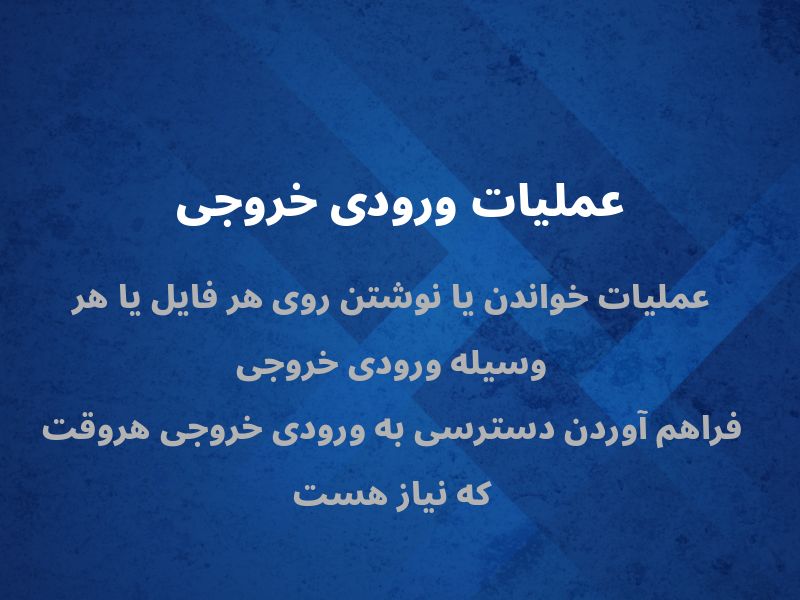 عملیات ورودی خروجی
عملیات خواندن یا نوشتن روی هر فایل یا هر
وسیله ورودی خروجی
فراهم آوردن دسترسی به ورودی خروجی هروقت
که نیاز هست